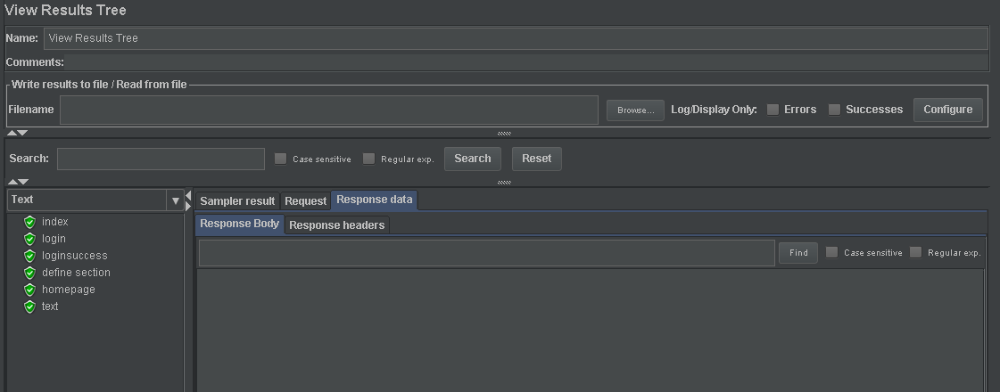 View Results Tree
Name: View Results Tree
Comments:
Write results to file / Read from file
Filename Browse... Log/Display Only: Errors Successes Configure
Search: Case sensitive Regular exp. Search Reset
Text
Sampler result Request Response data
index
login
loginsuccess
define section
homepage
text
Response Body Response headers
Find Case sensitive Regular exp.